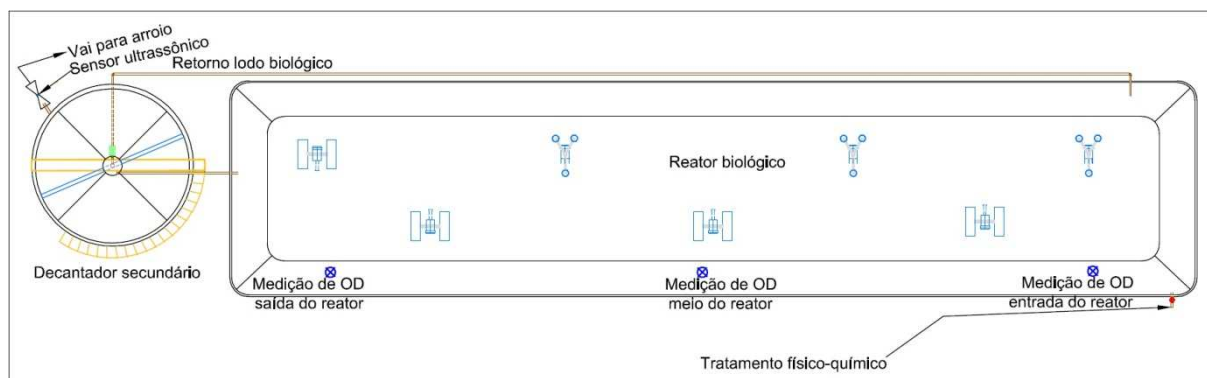 Vai para arroio
Sensor ultrassônico
Retorno lodo biológico
Reator biológico
Decantador secundário
Medição de OD
saída do reator
Medição de OD
meio do reator
Medição de OD
entrada do reator
Tratamento físico-químico